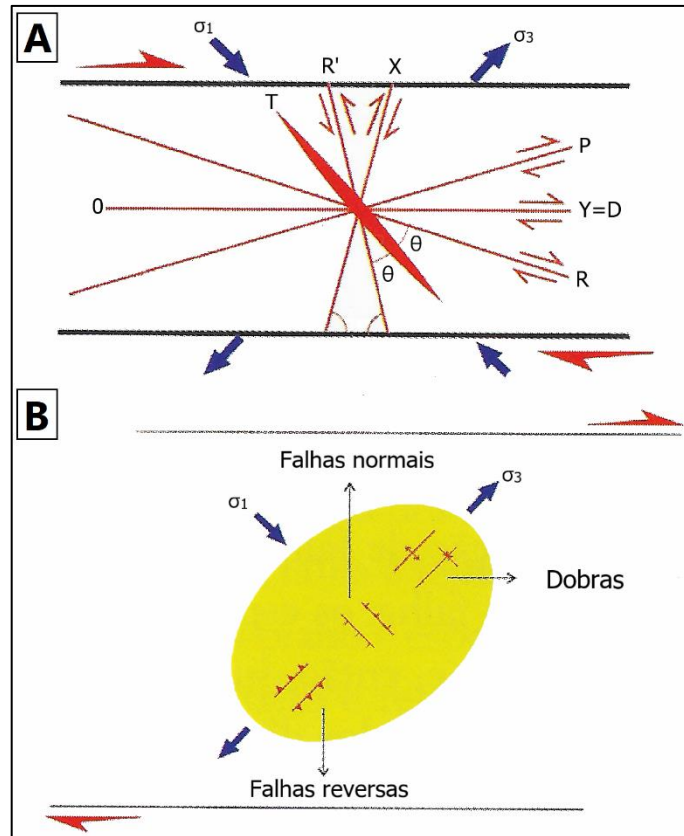 A
σ1
σ3
R'
X
T
P
0
Y=D
θ
θ
R
B
Falhas normais
σ1
σ3
Dobras
Falhas reversas